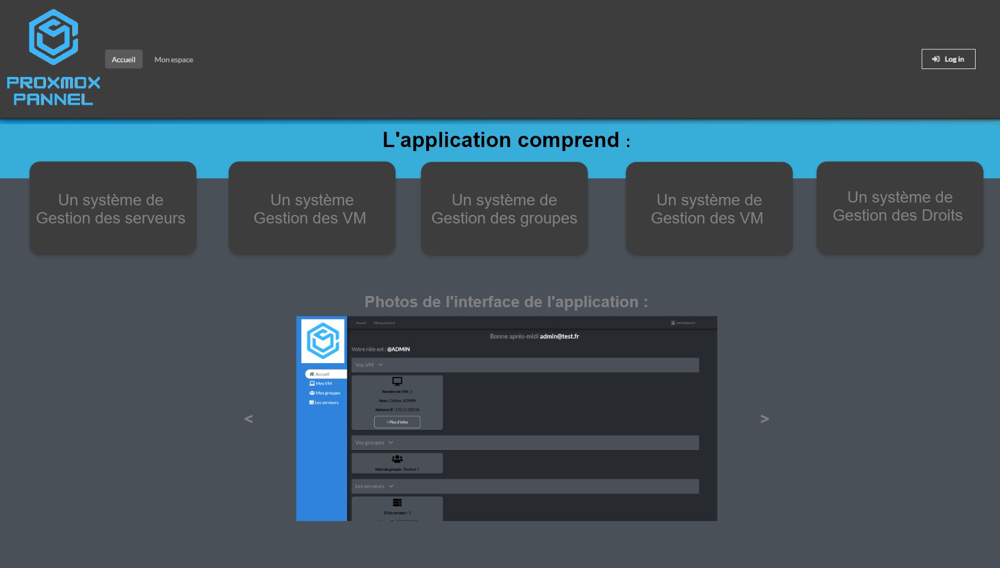 PROXMOX
PANNEL
Accueil
Mon espace
Log in
L'application comprend :
Un système de
Gestion des serveurs
Un système
Gestion des VM
Un système de
Gestion des groupes
Un système de
Gestion des VM
Un système de
Gestion des Droits
Photos de l'interface de l'application :
<
>
Accueil
Tableau de bord
admin@test.fr
Bonne après-midi admin@test.fr
Votre rôle est : @ADMIN
Accueil
Mes VM
Mes groupes
Les serveurs
Vos VM
Numéro de VM : 3
Nom : Debian_ADMIN
Adresse IP : 172.17.218.50
+ Plus d'infos
Vos groupes
Nom du groupe : Student 1
Les serveurs
ID du serveur : 1